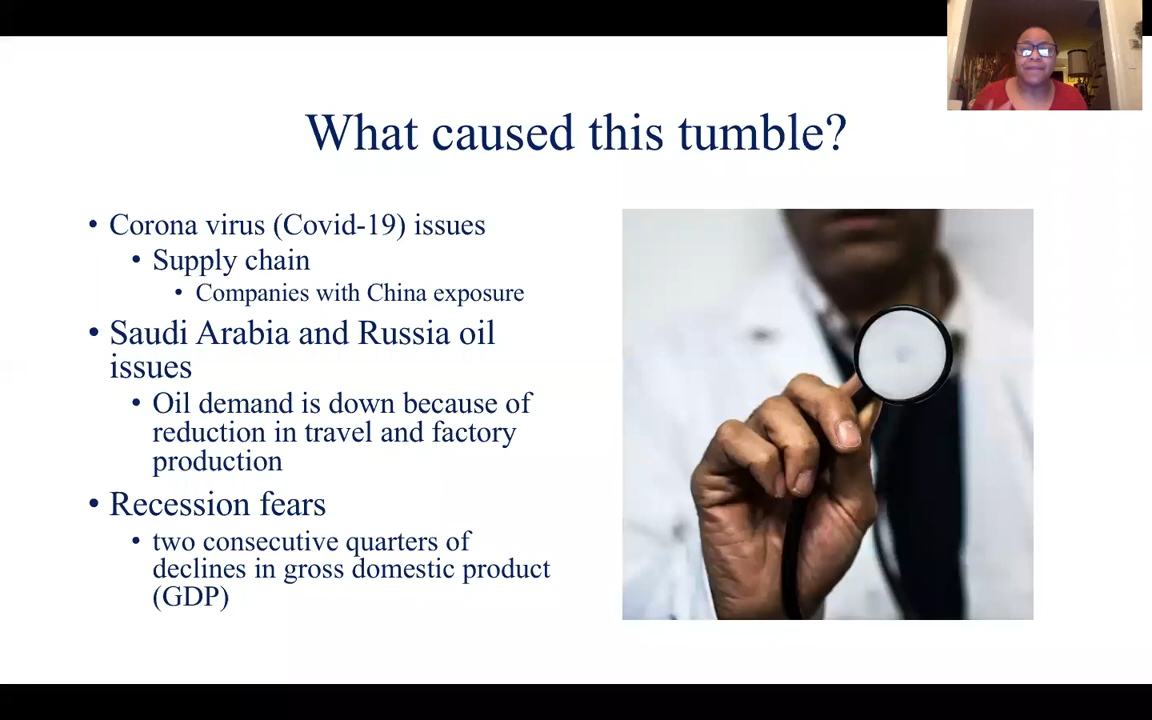 What caused this tumble?
• Corona virus (Covid-19) issues
• Supply chain
• Companies with China exposure
• Saudi Arabia and Russia oil
issues
• Oil demand is down because of
reduction in travel and factory
production
• Recession fears
• two consecutive quarters of
declines in gross domestic product
(GDP)